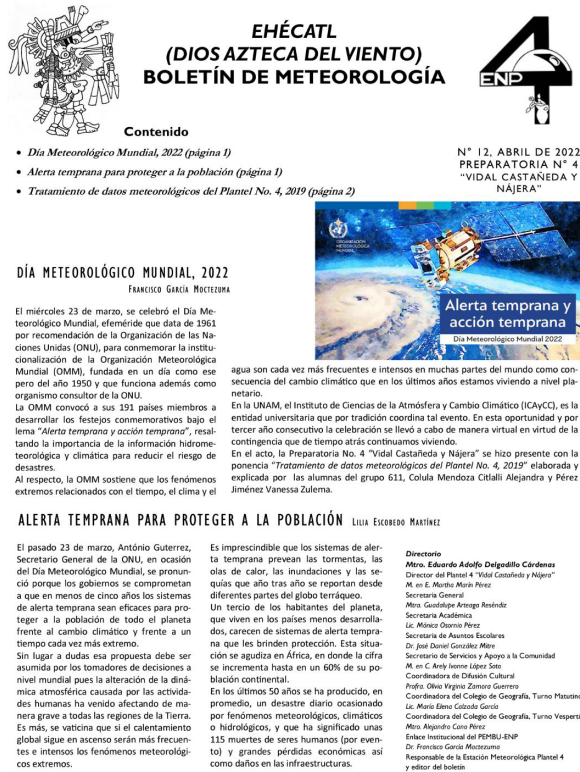 EHÉCATL
(DIOS AZTECA DEL VIENTO)
BOLETÍN DE METEOROLOGÍA
4
ENP
Contenido
• Día Meteorológico Mundial, 2022 (página 1)
• Alerta temprana para proteger a la población (página 1)
• Tratamiento de datos meteorológicos del Plantel No. 4, 2019 (página 2)
N° 12, ABRIL DE 2022
PREPARATORIA N° 4
“VIDAL CASTAÑEDA Y
NÁJERA”
ORGANIZACIÓN
METEOROLÓGICA
MUNDIAL
Alerta temprana y
acción temprana
Día Meteorológico Mundial 2022
DÍA METEOROLÓGICO MUNDIAL, 2022
FRANCISCO GARCÍA MOCTEZUMA
El miércoles 23 de marzo, se celebró el Día Me-
teorológico Mundial, efeméride que data de 1961
por recomendación de la Organización de las Na-
ciones Unidas (ONU), para conmemorar la institu-
cionalización de la Organización Meteorológica
Mundial (OMM), fundada en un día como ese
pero del año 1950 y que funciona además como
organismo consultor de la ONU.
La OMM convocó a sus 191 países miembros a
desarrollar los festejos conmemorativos bajo el
lema “Alerta temprana y acción temprana”, resal-
tando la importancia de la información hidrome-
teorológica y climática para reducir el riesgo de
desastres.
Al respecto, la OMM sostiene que los fenómenos
extremos relacionados con el tiempo, el clima y el
agua son cada vez más frecuentes e intensos en muchas partes del mundo como con-
secuencia del cambio climático que en los últimos años estamos viviendo a nivel pla-
netario.
En la UNAM, el Instituto de Ciencias de la Atmósfera y Cambio Climático (ICAyCC), es la
entidad universitaria que por tradición coordina tal evento. En esta oportunidad y por
tercer año consecutivo la celebración se llevó a cabo de manera virtual en virtud de la
contingencia que de tiempo atrás continuamos viviendo.
En el acto, la Preparatoria No. 4 “Vidal Castañeda y Nájera” se hizo presente con la
ponencia “Tratamiento de datos meteorológicos del Plantel No. 4, 2019” elaborada y
explicada por las alumnas del grupo 611, Colula Mendoza Citlalli Alejandra y Pérez
Jiménez Vanessa Zulema.
ALERTA TEMPRANA PARA PROTEGER A LA POBLACIÓN LILIA ESCOBEDO MARTÍNEZ
El pasado 23 de marzo, António Guterrez,
Secretario General de la ONU, en ocasión
del Día Meteorológico Mundial, se pronun-
ció porque los gobiernos se comprometan
a que en menos de cinco años los sistemas
de alerta temprana sean eficaces para pro-
teger a la población de todo el planeta
frente al cambio climático y frente a un
tiempo cada vez más extremo.
Sin lugar a dudas esa propuesta debe ser
asumida por los tomadores de decisiones a
nivel mundial pues la alteración de la diná-
mica atmosférica causada por las activida-
des humanas ha venido afectando de ma-
nera grave a todas las regiones de la Tierra.
Es más, se vaticina que si el calentamiento
global sigue en ascenso serán más frecuen-
tes e intensos los fenómenos meteorológi-
cos extremos.
Es imprescindible que los sistemas de aler-
ta temprana prevean las tormentas, las
olas de calor, las inundaciones y las se-
quías que año tras año se reportan desde
diferentes partes del globo terráqueo.
Un tercio de los habitantes del planeta,
que viven en los países menos desarrolla-
dos, carecen de sistemas de alerta tempra-
na que les brinden protección. Esta situa-
ción se agudiza en África, en donde la cifra
se incrementa hasta en un 60% de su po-
blación continental.
En los últimos 50 años se ha producido, en
promedio, un desastre diario ocasionado
por fenómenos meteorológicos, climáticos
o hidrológicos, y que ha significado unas
115 muertes de seres humanos (por even-
to) y grandes pérdidas económicas así
como daños en las infraestructuras.
Directorio
Mtro. Eduardo Adolfo Delgadillo Cárdenas
Director del Plantel 4 “Vidal Castañeda y Nájera”
M. en E. Martha Marín Pérez
Secretaria General
Mtra. Guadalupe Arteaga Reséndiz
Secretaria Académica
Lic. Mónica Osornio Pérez
Secretaria de Asuntos Escolares
Dr. José Daniel González Mitre
Secretario de Servicios y Apoyo a la Comunidad
M. en C. Arely Ivonne López Soto
Coordinadora de Difusión Cultural
Profra. Olivia Virginia Zamora Guerrero
Coordinadora del Colegio de Geografía, Turno Matutino
Lic. María Elena Calzada García
Coordinadora del Colegio de Geografía, Turno Vesperti
Mtro. Alejandro Cano Pérez
Enlace Institucional del PEMBU-ENP
Dr. Francisco García Moctezuma
Responsable de la Estación Meteorológica Plantel 4
y editor del boletín